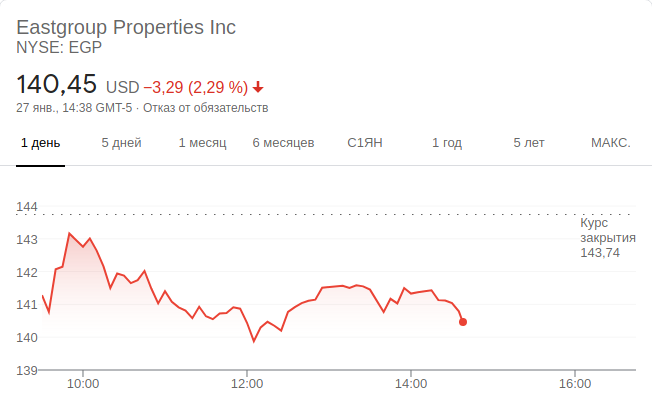 Eastgroup Properties Inc
NYSE: EGP
140,45 USD −3,29 (2,29 %)
27 янв., 14:38 GMT-5 · Отказ от обязательств
1 день 5 дней 1 месяц 6 месяцев С1ЯН 1 год 5 лет МАКС.
144
Курс
143
закрытия
143,74
142
141
140
139
10:00 12:00 14:00 16:00